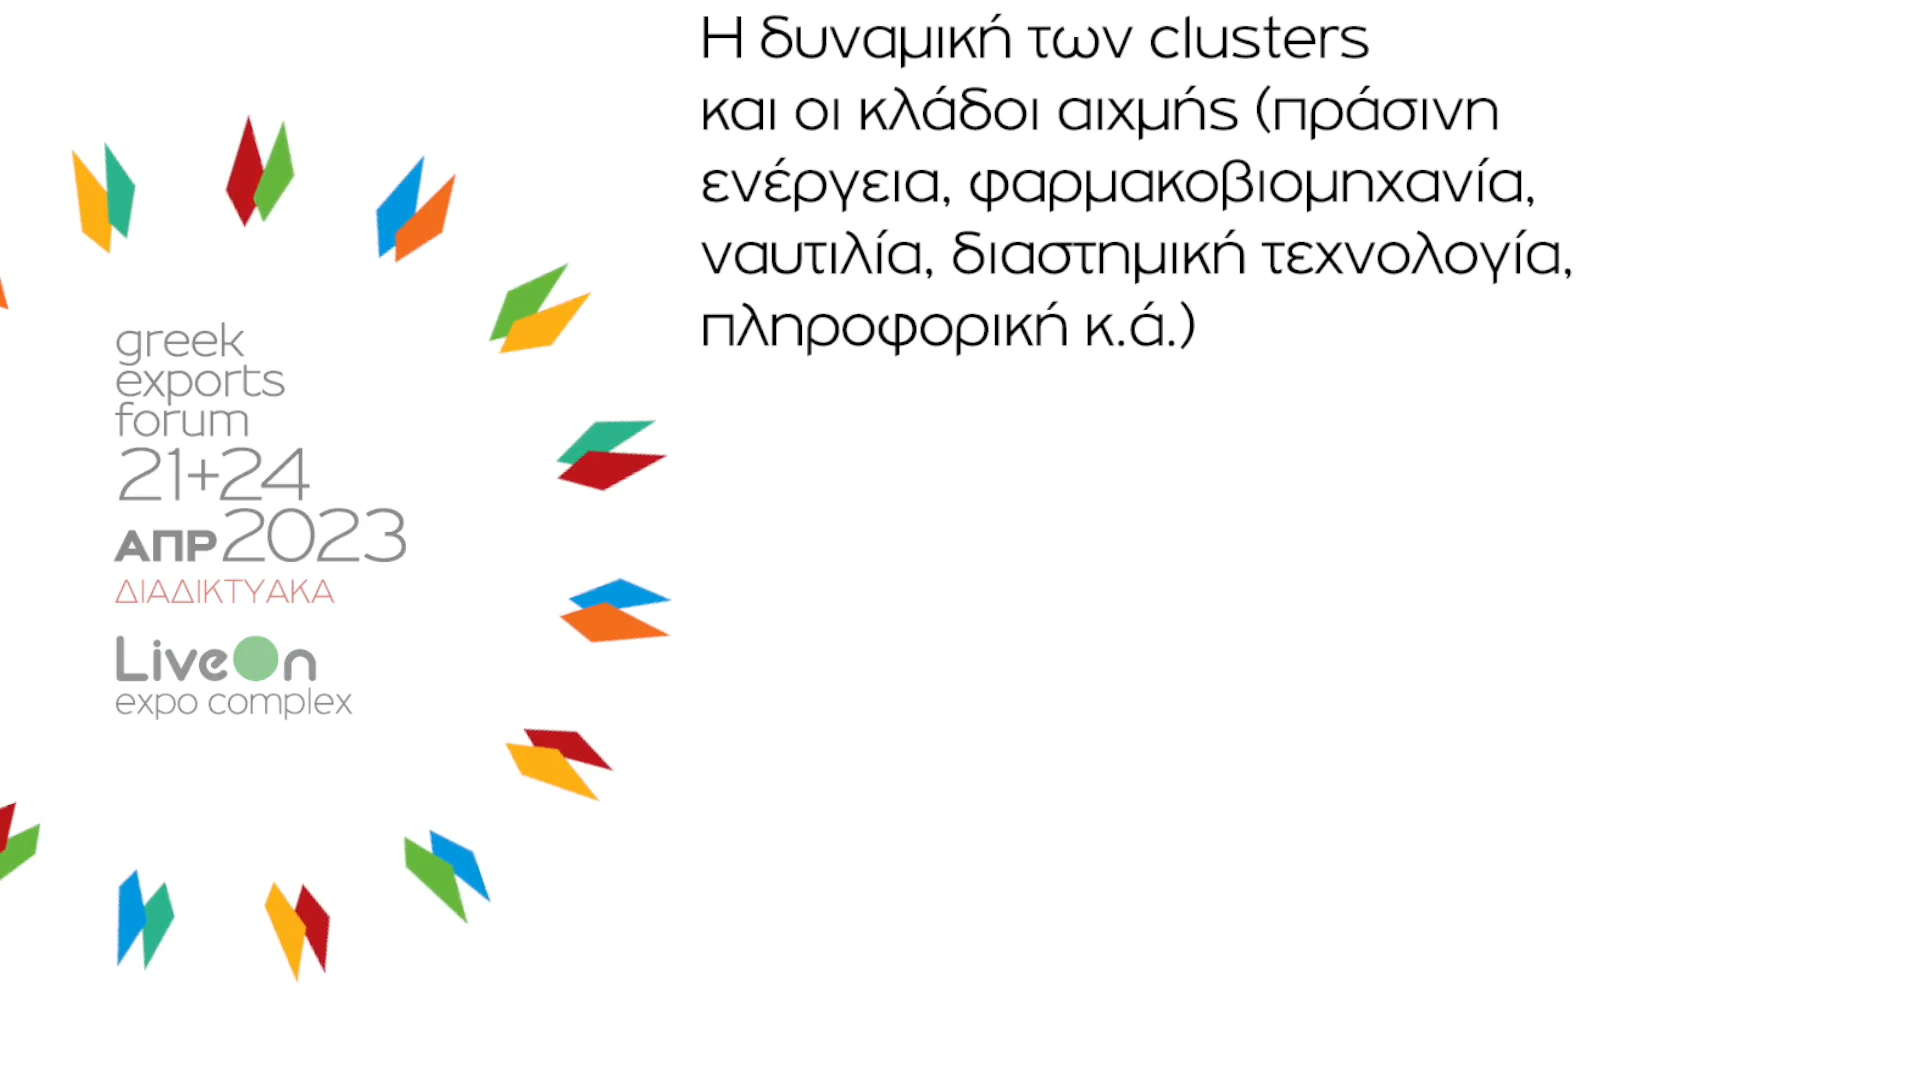 Η δυναμική των clusters
και οι κλάδοι αιχμής (πράσινη
ενέργεια, φαρμακοβιομηχανία,
ναυτιλία, διαστημική τεχνολογία,
πληροφορική κ.ά.)
greek
exports
forum
21+24
ΑΠΡ2023
ΔΙΑΔΙΚΤΥΑΚΑ
LiveOn
expo complex